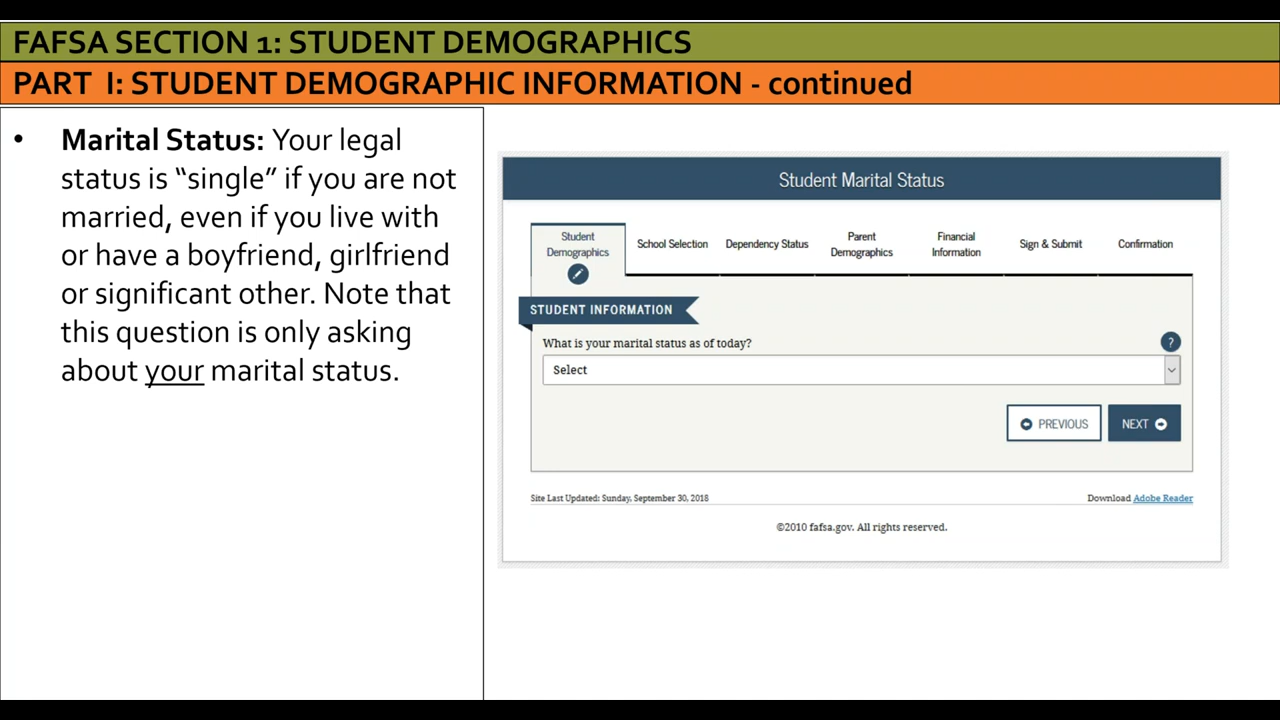 FAFSA SECTION 1: STUDENT DEMOGRAPHICS
PART I: STUDENT DEMOGRAPHIC INFORMATION - continued
• Marital Status: Your legal
status is “single” if you are not
married, even if you live with
or have a boyfriend, girlfriend
or significant other. Note that
this question is only asking
about your marital status.
Student Marital Status
Student
Demographics
School Selection
Dependency Status
Parent
Demographics
Financial
Information
Sign & Submit
Confirmation
STUDENT INFORMATION
What is your marital status as of today?
?
Select
PREVIOUS
NEXT
Site Last Updated: Sunday, September 30, 2018
Download Adobe Reader
©2010 fafsa.gov. All rights reserved.